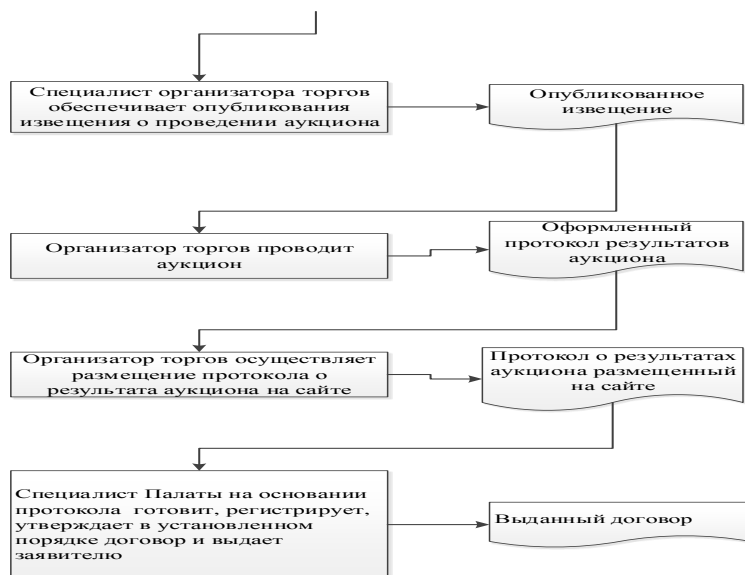 Специалист организатора торгов
обеспечивает опубликования
извещения о проведении аукциона
Опубликованное
извещение
Организатор торгов проводит
аукцион
Оформленный
протокол результатов
аукциона
Организатор торгов осуществляет
размещение протокола о
результата аукциона на сайте
Протокол о результатах
аукциона размещенный
на сайте
Специалист Палаты на основании
протокола готовит, регистрирует,
утверждает в установленном
порядке договор и выдает
заявителю
Выданный договор